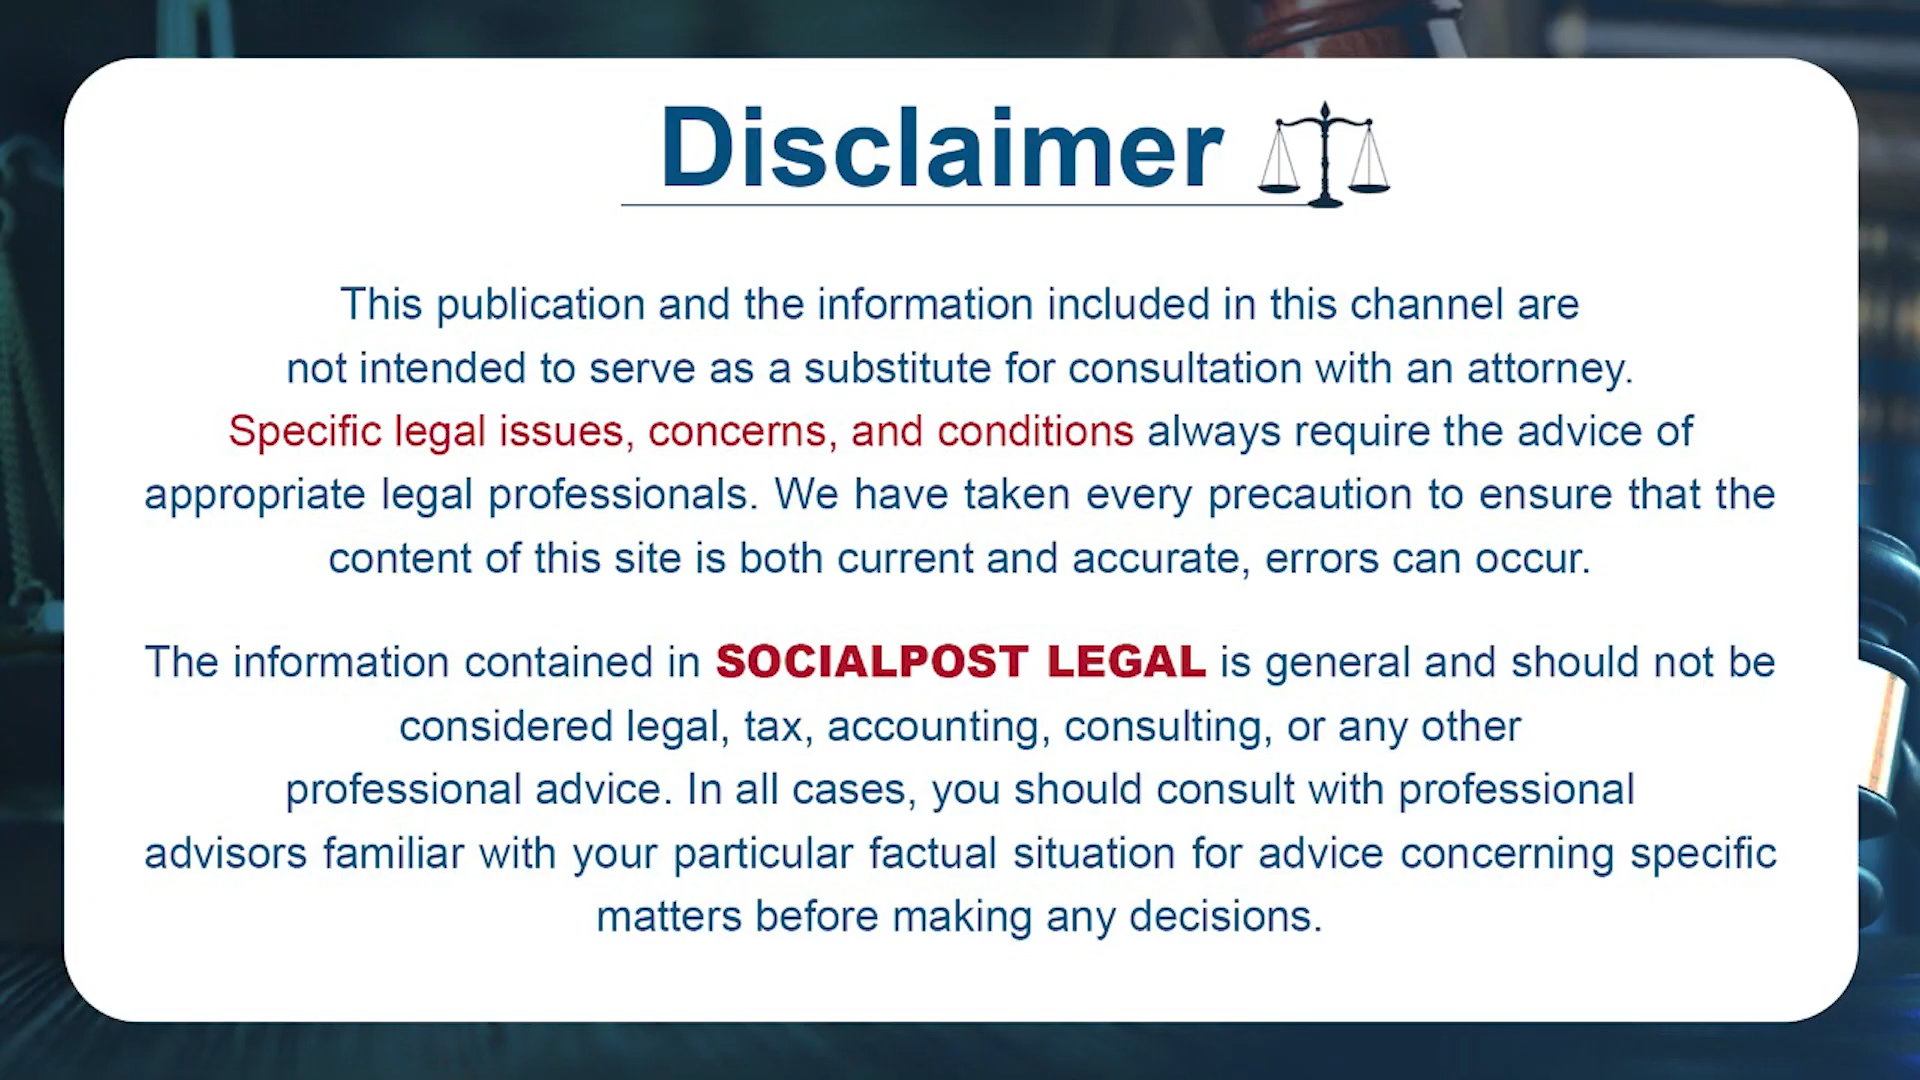 Disclaimer
This publication and the information included in this channel are
not intended to serve as a substitute for consultation with an attorney.
Specific legal issues, concerns, and conditions always require the advice of
appropriate legal professionals. We have taken every precaution to ensure that the
content of this site is both current and accurate, errors can occur.
The information contained in SOCIALPOST LEGAL is general and should not be
considered legal, tax, accounting, consulting, or any other
professional advice. In all cases, you should consult with professional
advisors familiar with your particular factual situation for advice concerning specific
matters before making any decisions.